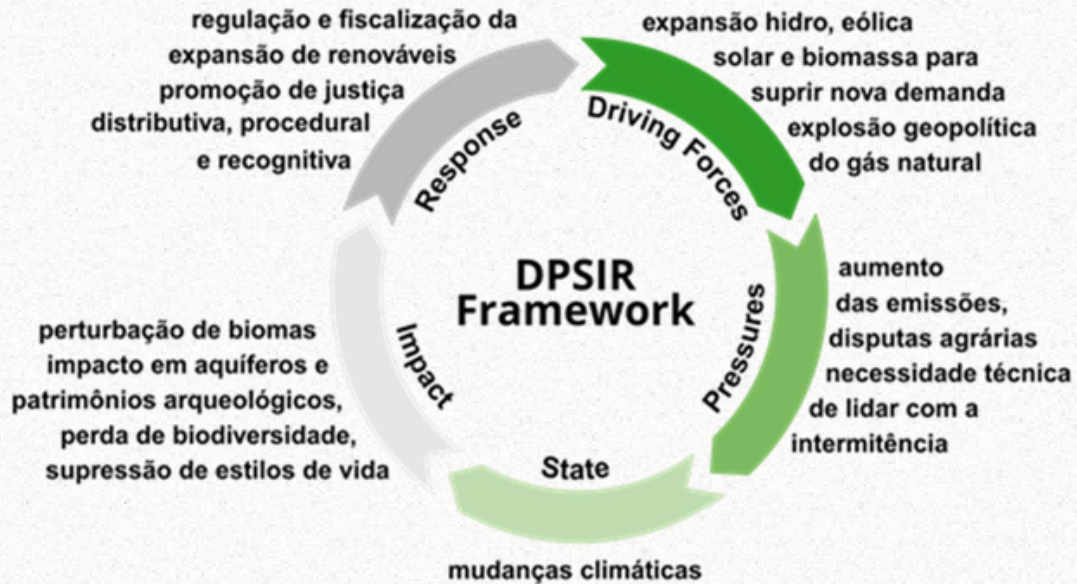 regulação e fiscalização da
expansão de renováveis
promoção de justiça
distributiva, procedural
e recognitiva
Response
expansão hidro, eólica
solar e biomassa para
suprir nova demanda
explosão geopolítica
do gás natural
Driving Forces
DPSIR
Framework
aumento
das emissões,
disputas agrárias
necessidade técnica
de lidar com a
intermitência
Pressures
perturbação de biomas
impacto em aquíferos e
patrimônios arqueológicos,
perda de biodiversidade,
supressão de estilos de vida
Impact
State
mudanças climáticas